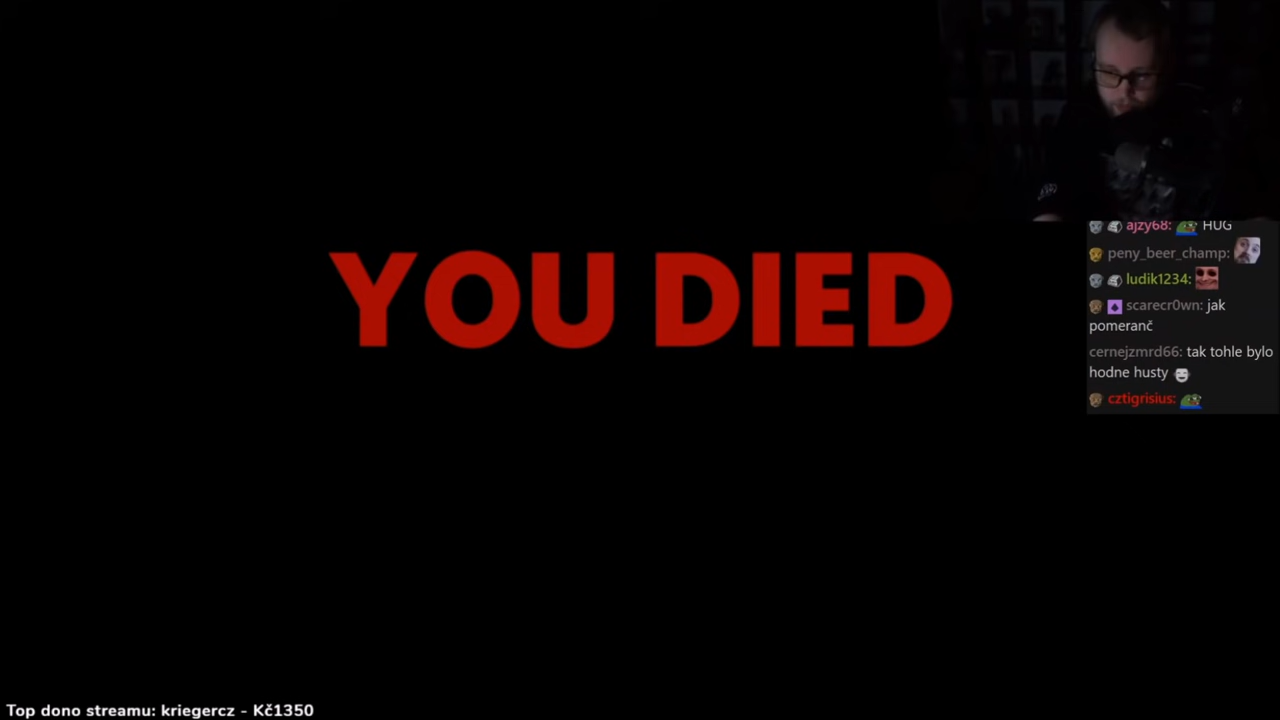 YOU DIED
ajzy68: HUG
peny_beer_champ:
ludik1234:
scarecr0wn: jak
pomeranč
cernejzmrd66: tak tohle bylo
hodne husty
cztigrisius:
Top dono streamu: kriegercz - Kč1350